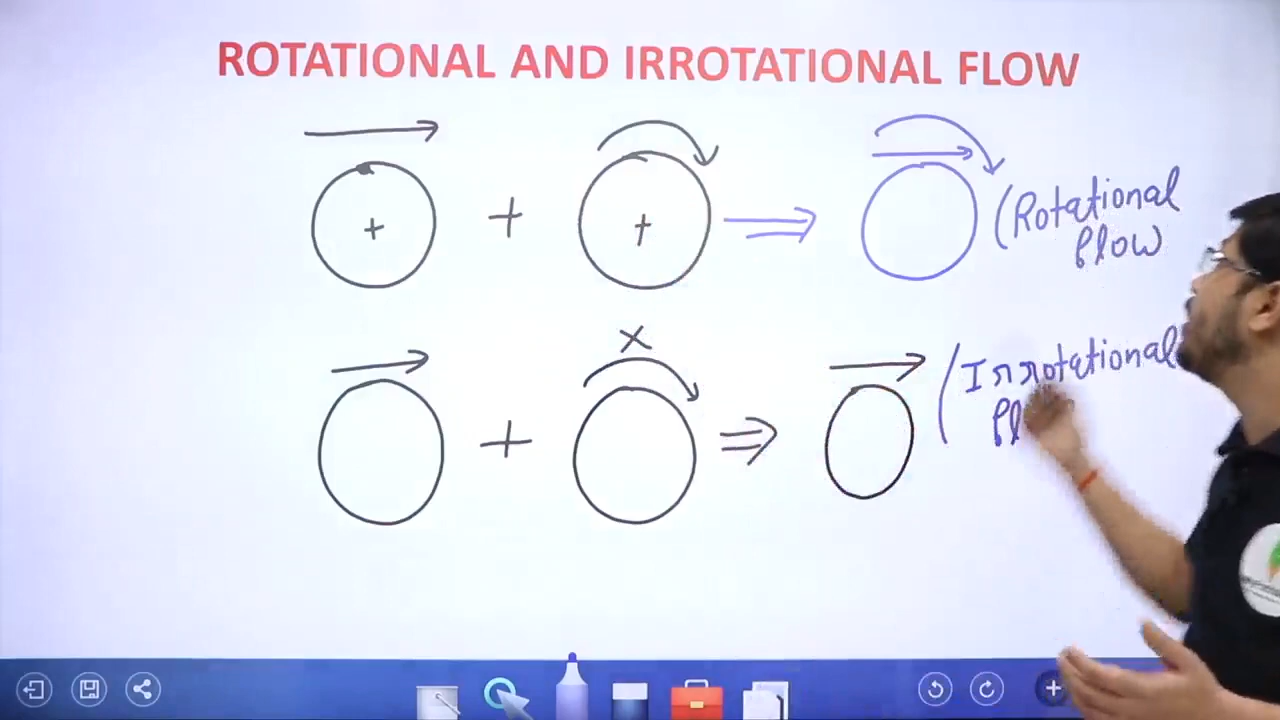 ROTATIONAL AND IRROTATIONAL FLOW
+
+
+
(Rotational
flow
x
+
(Irrotational